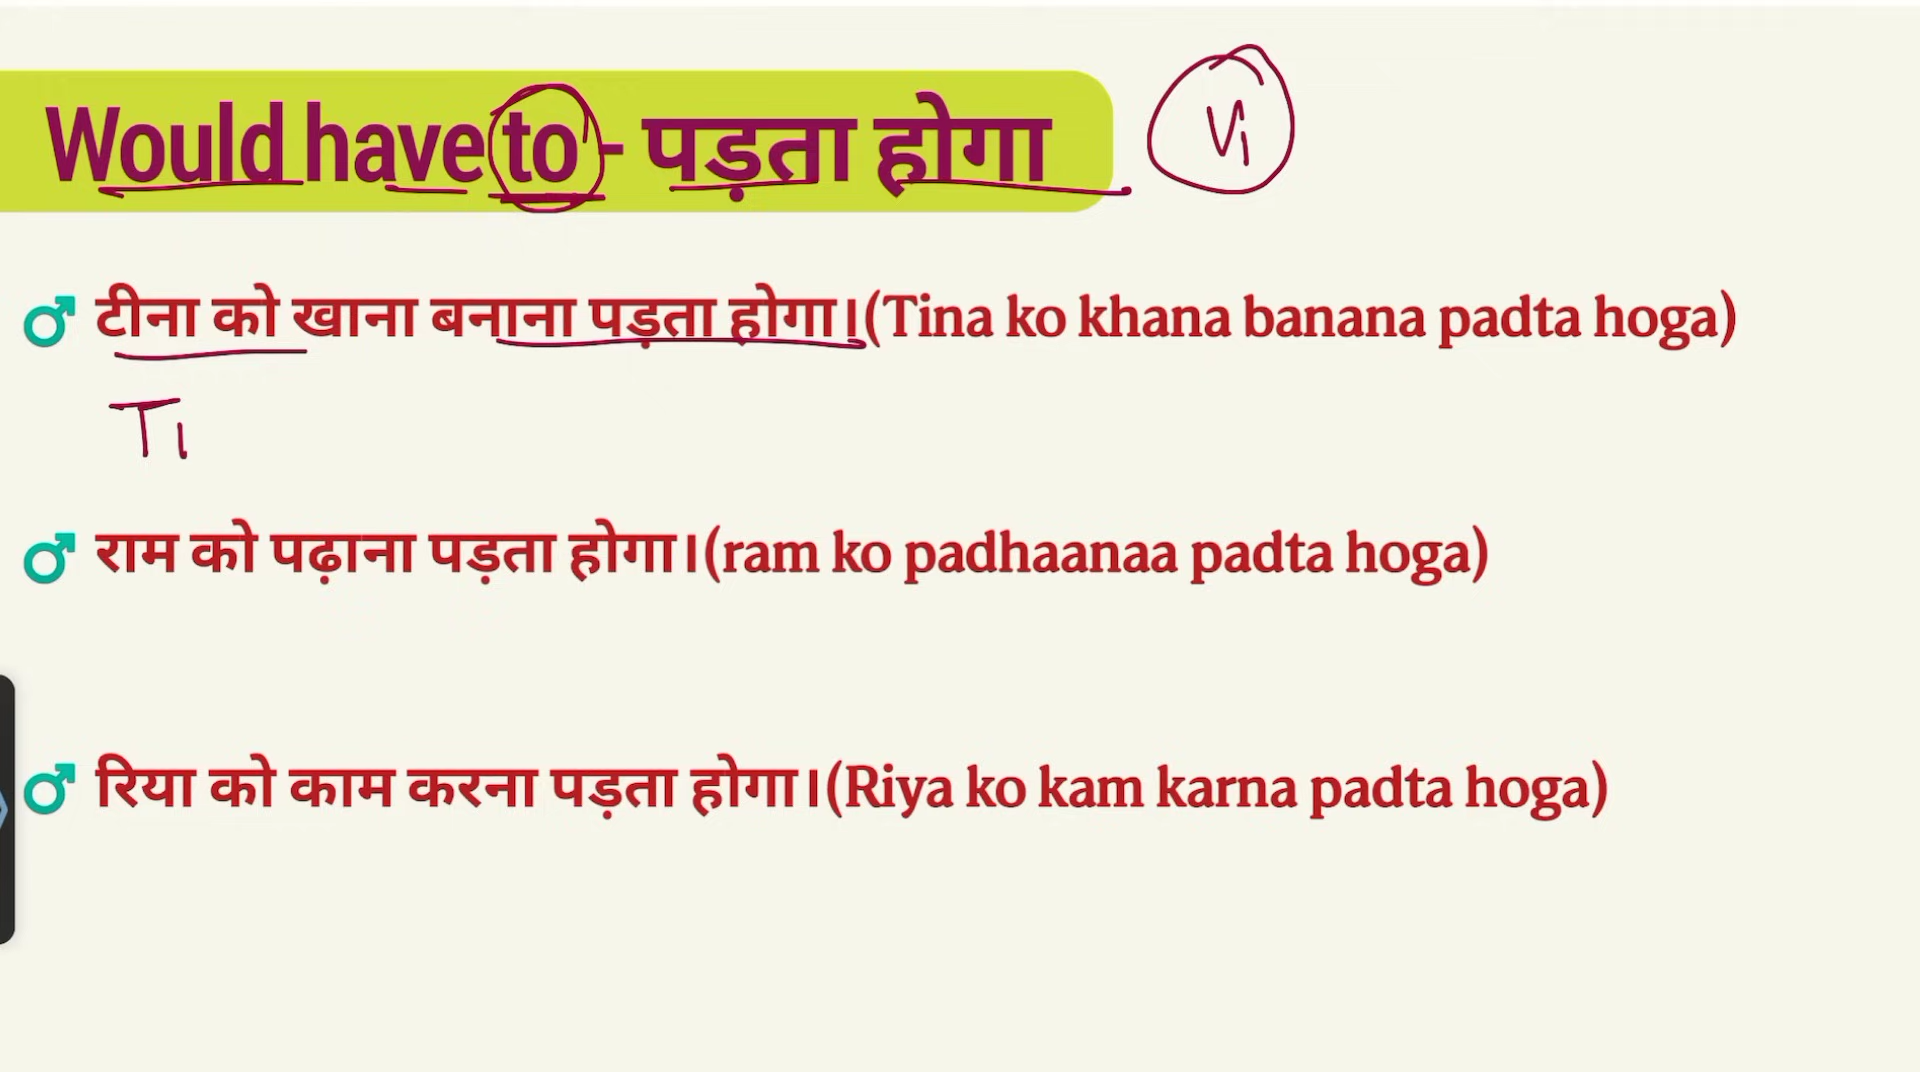 Would have to - पड़ता होगा V1
टीना को खाना बनाना पड़ता होगा।(Tina ko khana banana padta hoga)
Ti
राम को पढ़ाना पड़ता होगा।(ram ko padhaanaa padta hoga)
रिया को काम करना पड़ता होगा।(Riya ko kam karna padta hoga)